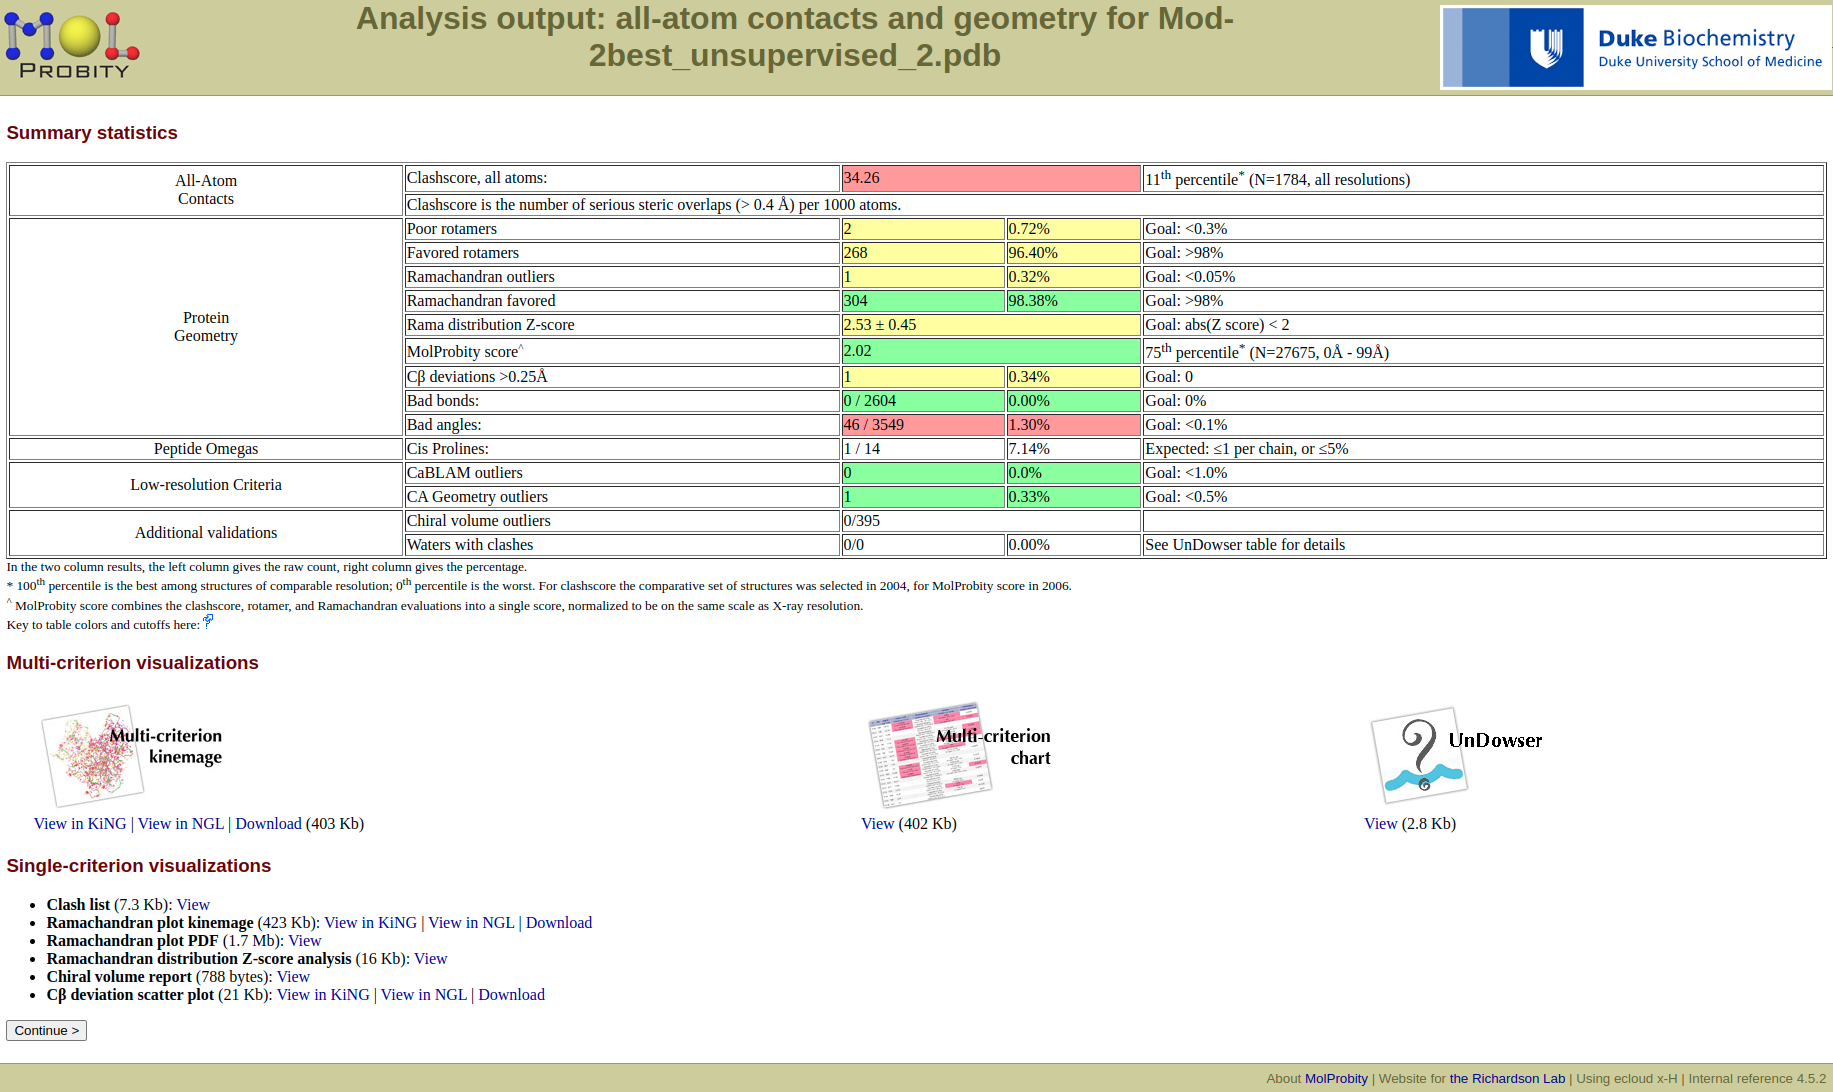 MOL
PROBITY
Analysis output: all-atom contacts and geometry for Mod-
2best_unsupervised_2.pdb
Duke Biochemistry
Duke University School of Medicine
Summary statistics
All-Atom
Contacts
Clashscore, all atoms: 34.26 11th percentile* (N=1784, all resolutions)
Clashscore is the number of serious steric overlaps (> 0.4 Å) per 1000 atoms.
Protein
Geometry
Poor rotamers 2 0.72% Goal: <0.3%
Favored rotamers 268 96.40% Goal: >98%
Ramachandran outliers 1 0.32% Goal: <0.05%
Ramachandran favored 304 98.38% Goal: >98%
Rama distribution Z-score 2.53 ± 0.45 Goal: abs(Z score) < 2
MolProbity score^ 2.02 75th percentile* (N=27675, 0Å - 99Å)
Cβ deviations >0.25Å 1 0.34% Goal: 0
Bad bonds: 0 / 2604 0.00% Goal: 0%
Bad angles: 46 / 3549 1.30% Goal: <0.1%
Peptide Omegas Cis Prolines: 1 / 14 7.14% Expected: ≤1 per chain, or ≤5%
Low-resolution Criteria
CaBLAM outliers 0 0.0% Goal: <1.0%
CA Geometry outliers 1 0.33% Goal: <0.5%
Additional validations
Chiral volume outliers 0/395
Waters with clashes 0/0 0.00% See UnDowser table for details
In the two column results, the left column gives the raw count, right column gives the percentage.
* 100th percentile is the best among structures of comparable resolution; 0th percentile is the worst. For clashscore the comparative set of structures was selected in 2004, for MolProbity score in 2006.
^ MolProbity score combines the clashscore, rotamer, and Ramachandran evaluations into a single score, normalized to be on the same scale as X-ray resolution.
Key to table colors and cutoffs here: ?
Multi-criterion visualizations
Multi-criterion
kinemage
View in KiNG | View in NGL | Download (403 Kb)
Multi-criterion
chart
View (402 Kb)
UnDowser
View (2.8 Kb)
Single-criterion visualizations
• Clash list (7.3 Kb): View
• Ramachandran plot kinemage (423 Kb): View in KiNG | View in NGL | Download
• Ramachandran plot PDF (1.7 Mb): View
• Ramachandran distribution Z-score analysis (16 Kb): View
• Chiral volume report (788 bytes): View
• Cβ deviation scatter plot (21 Kb): View in KiNG | View in NGL | Download
Continue >
About MolProbity | Website for the Richardson Lab | Using ecloud x-H | Internal reference 4.5.2